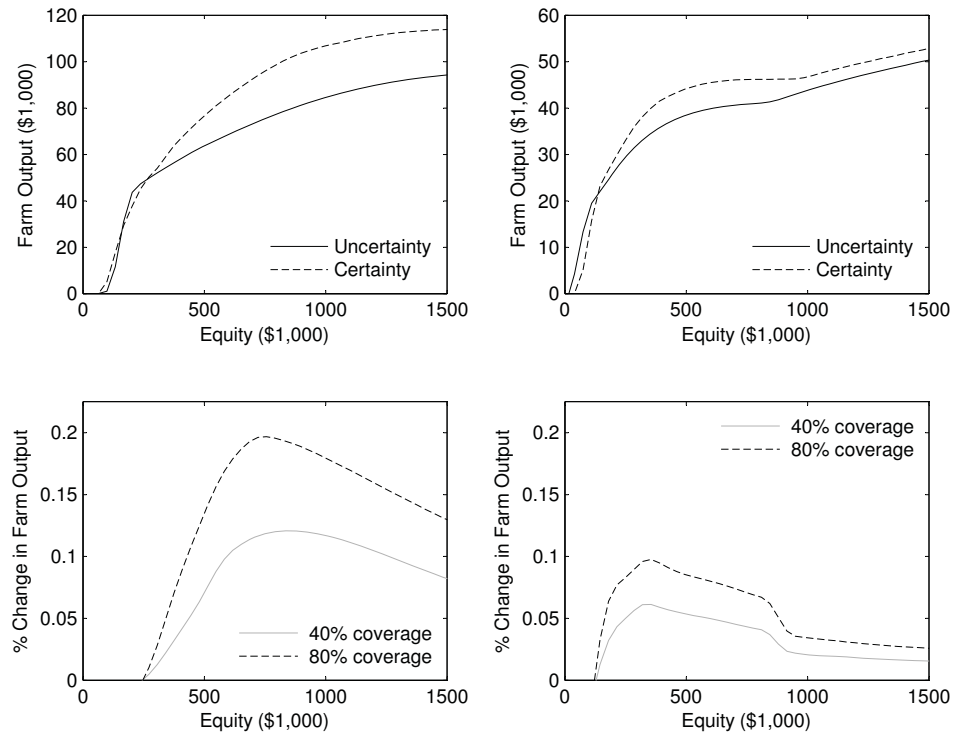 Farm Output ($1,000)
120
100
80
60
40
20
0
0 500 1000 1500
Equity ($1,000)
Uncertainty
Certainty
Farm Output ($1,000)
60
50
40
30
20
10
0
0 500 1000 1500
Equity ($1,000)
Uncertainty
Certainty
% Change in Farm Output
0.2
0.15
0.1
0.05
0
0 500 1000 1500
Equity ($1,000)
40% coverage
80% coverage
% Change in Farm Output
0.2
0.15
0.1
0.05
0
0 500 1000 1500
Equity ($1,000)
40% coverage
80% coverage